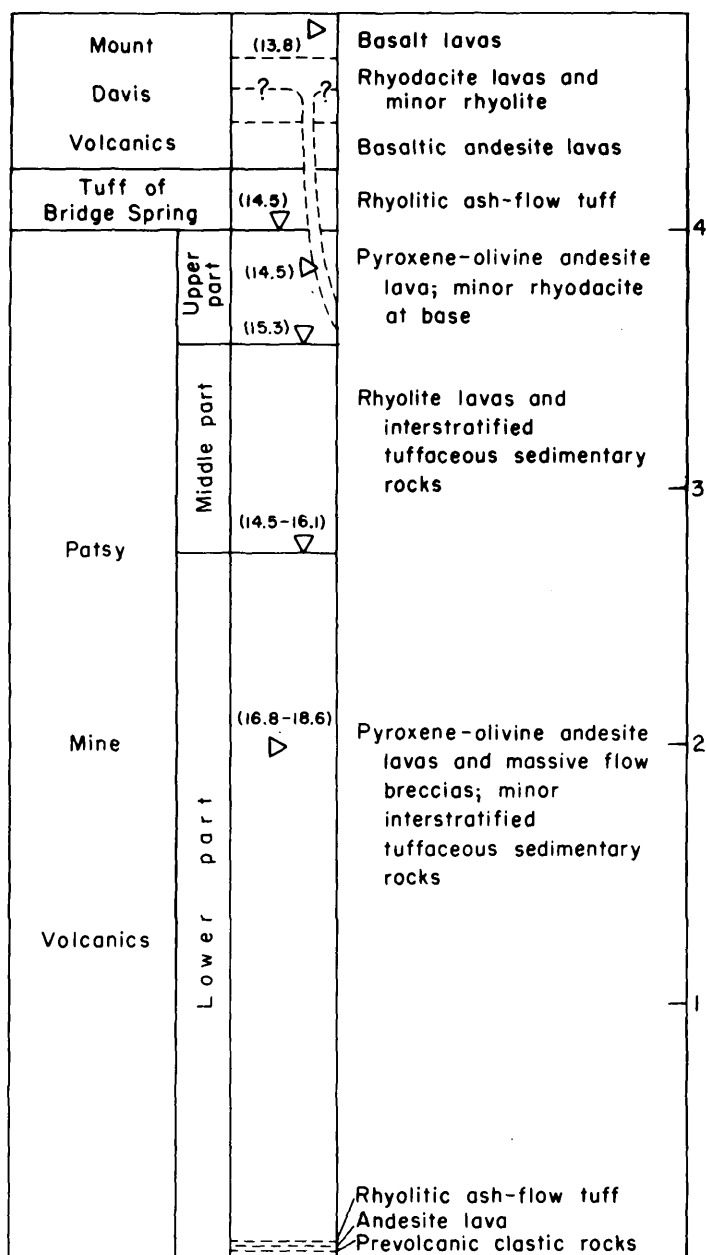 Mount
(13.8)
Basalt lavas
Davis
?
?
Rhyodacite lavas and
minor rhyolite
Volcanics
Basaltic andesite lavas
Tuff of
Bridge Spring
(14.5)
Rhyolitic ash-flow tuff
4
Upper
part
(14.5)
(15.3)
Pyroxene-olivine andesite
lava; minor rhyodacite
at base
Middle part
(14.5-16.1)
Rhyolite lavas and
interstratified
tuffaceous sedimentary
rocks
3
Patsy
Mine
Volcanics
Lower part
(16.8-18.6)
Pyroxene-olivine andesite
lavas and massive flow
breccias; minor
interstratified
tuffaceous sedimentary
rocks
2
1
Rhyolitic ash-flow tuff
Andesite lava
Prevolcanic clastic rocks